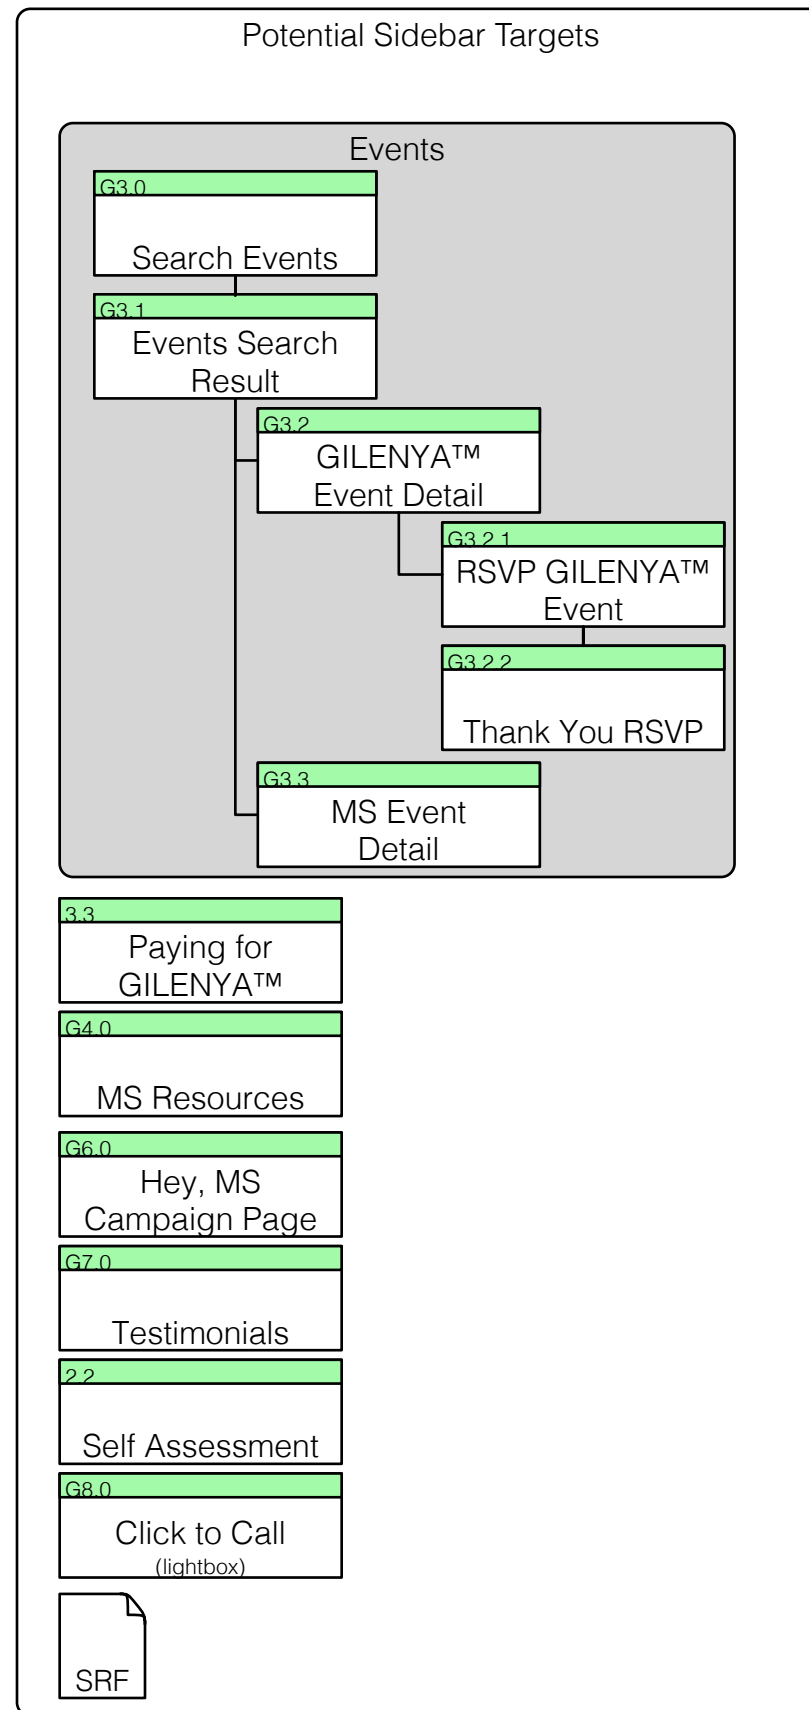 Potential Sidebar Targets
Events
G3.0
Search Events
G3.1
Events Search
Result
G3.2
GILENYA™
Event Detail
G3.2.1
RSVP GILENYA™
Event
G3.2.2
Thank You RSVP
G3.3
MS Event
Detail
3.3
Paying for
GILENYA™
G4.0
MS Resources
G6.0
Hey, MS
Campaign Page
G7.0
Testimonials
2.2
Self Assessment
G8.0
Click to Call
(lightbox)
SRF